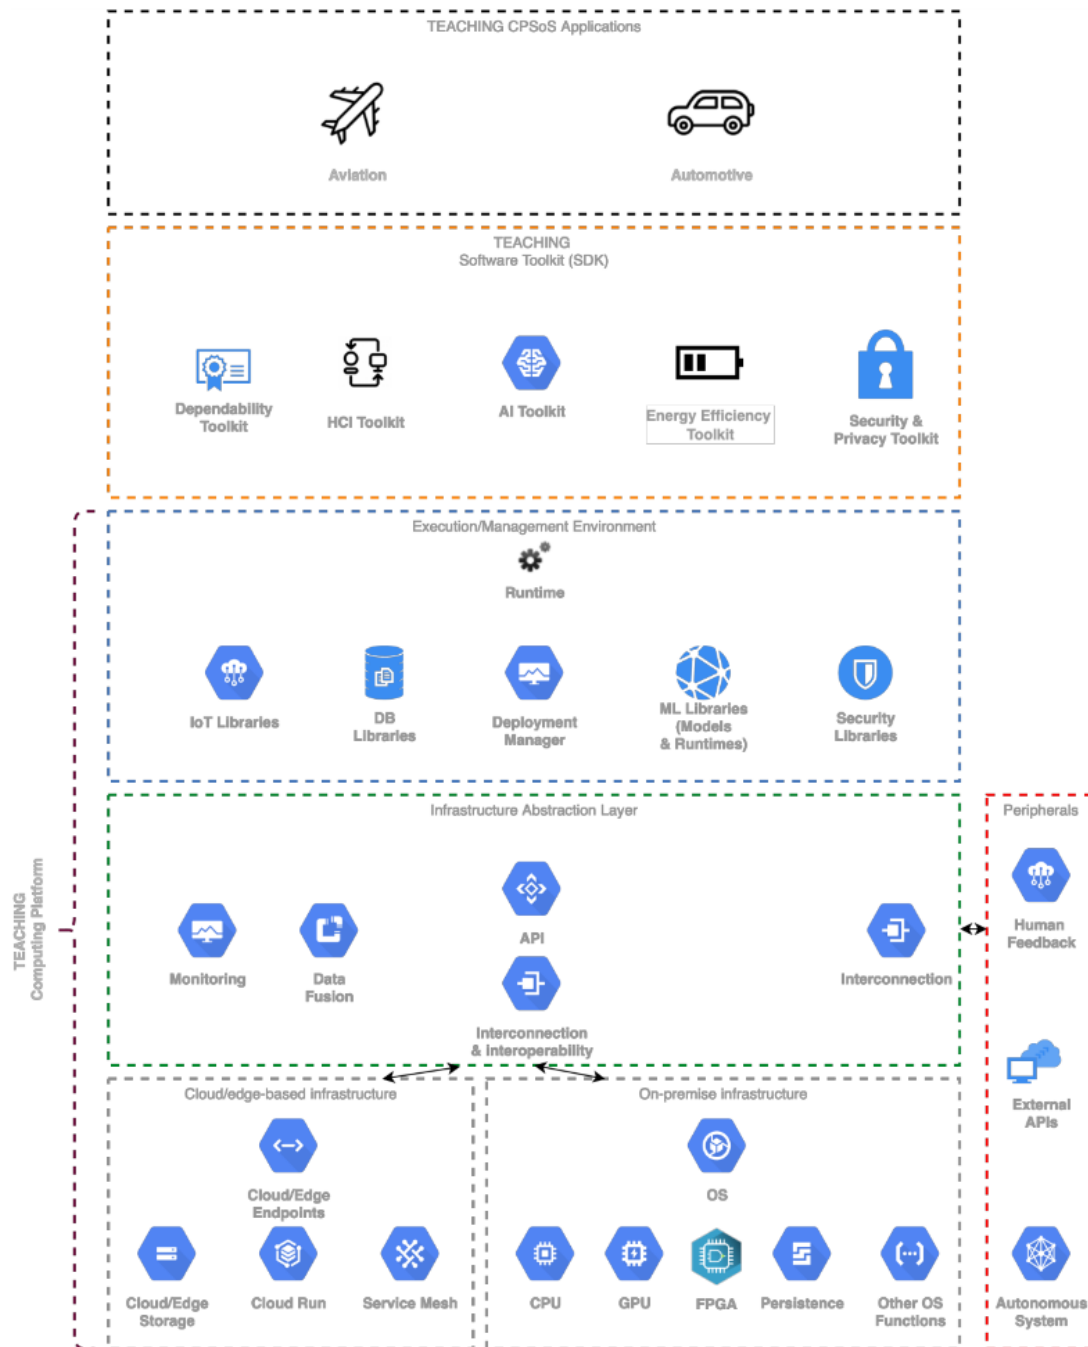 TEACHING CPSoS Applications
Aviation
Automotive
TEACHING
Software Toolkit (SDK)
Dependability
Toolkit
HCI Toolkit
AI Toolkit
Energy Efficiency
Toolkit
Security &
Privacy Toolkit
Execution/Management Environment
Runtime
IoT Libraries
DB
Libraries
Deployment
Manager
ML Libraries
(Models
& Runtimes)
Security
Libraries
TEACHING
Computing Platform
Infrastructure Abstraction Layer
Monitoring
Data
Fusion
API
Interconnection
& Interoperability
Interconnection
Peripherals
Human
Feedback
External
APIs
Autonomous
System
Cloud/edge-based infrastructure
Cloud/Edge
Endpoints
Cloud/Edge
Storage
Cloud Run
Service Mesh
On-premise infrastructure
OS
CPU
GPU
FPGA
Persistence
Other OS
Functions